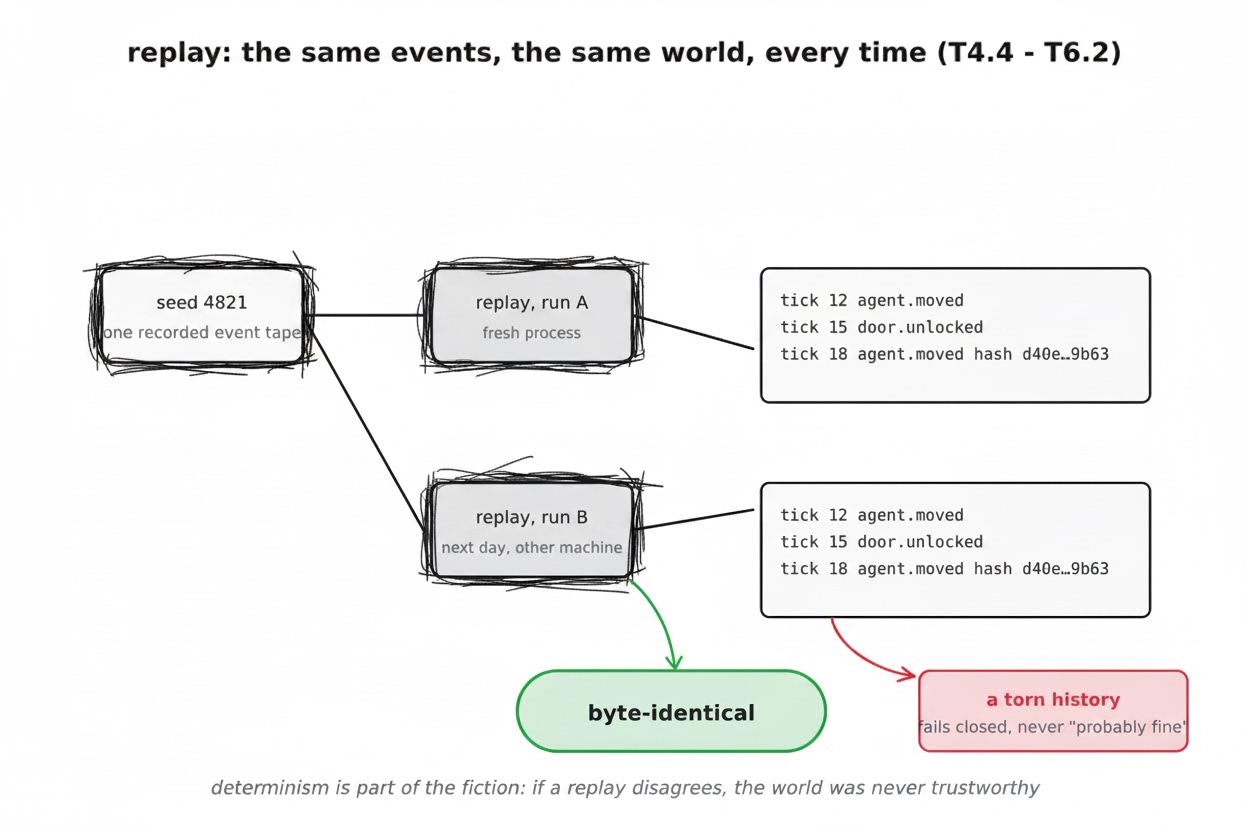 replay: the same events, the same world, every time (T4.4 - T6.2)
seed 4821
one recorded event tape
replay, run A
fresh process
tick 12 agent.moved
tick 15 door.unlocked
tick 18 agent.moved hash d40e…9b63
replay, run B
next day, other machine
tick 12 agent.moved
tick 15 door.unlocked
tick 18 agent.moved hash d40e…9b63
byte-identical
a torn history
fails closed, never "probably fine"
determinism is part of the fiction: if a replay disagrees, the world was never trustworthy